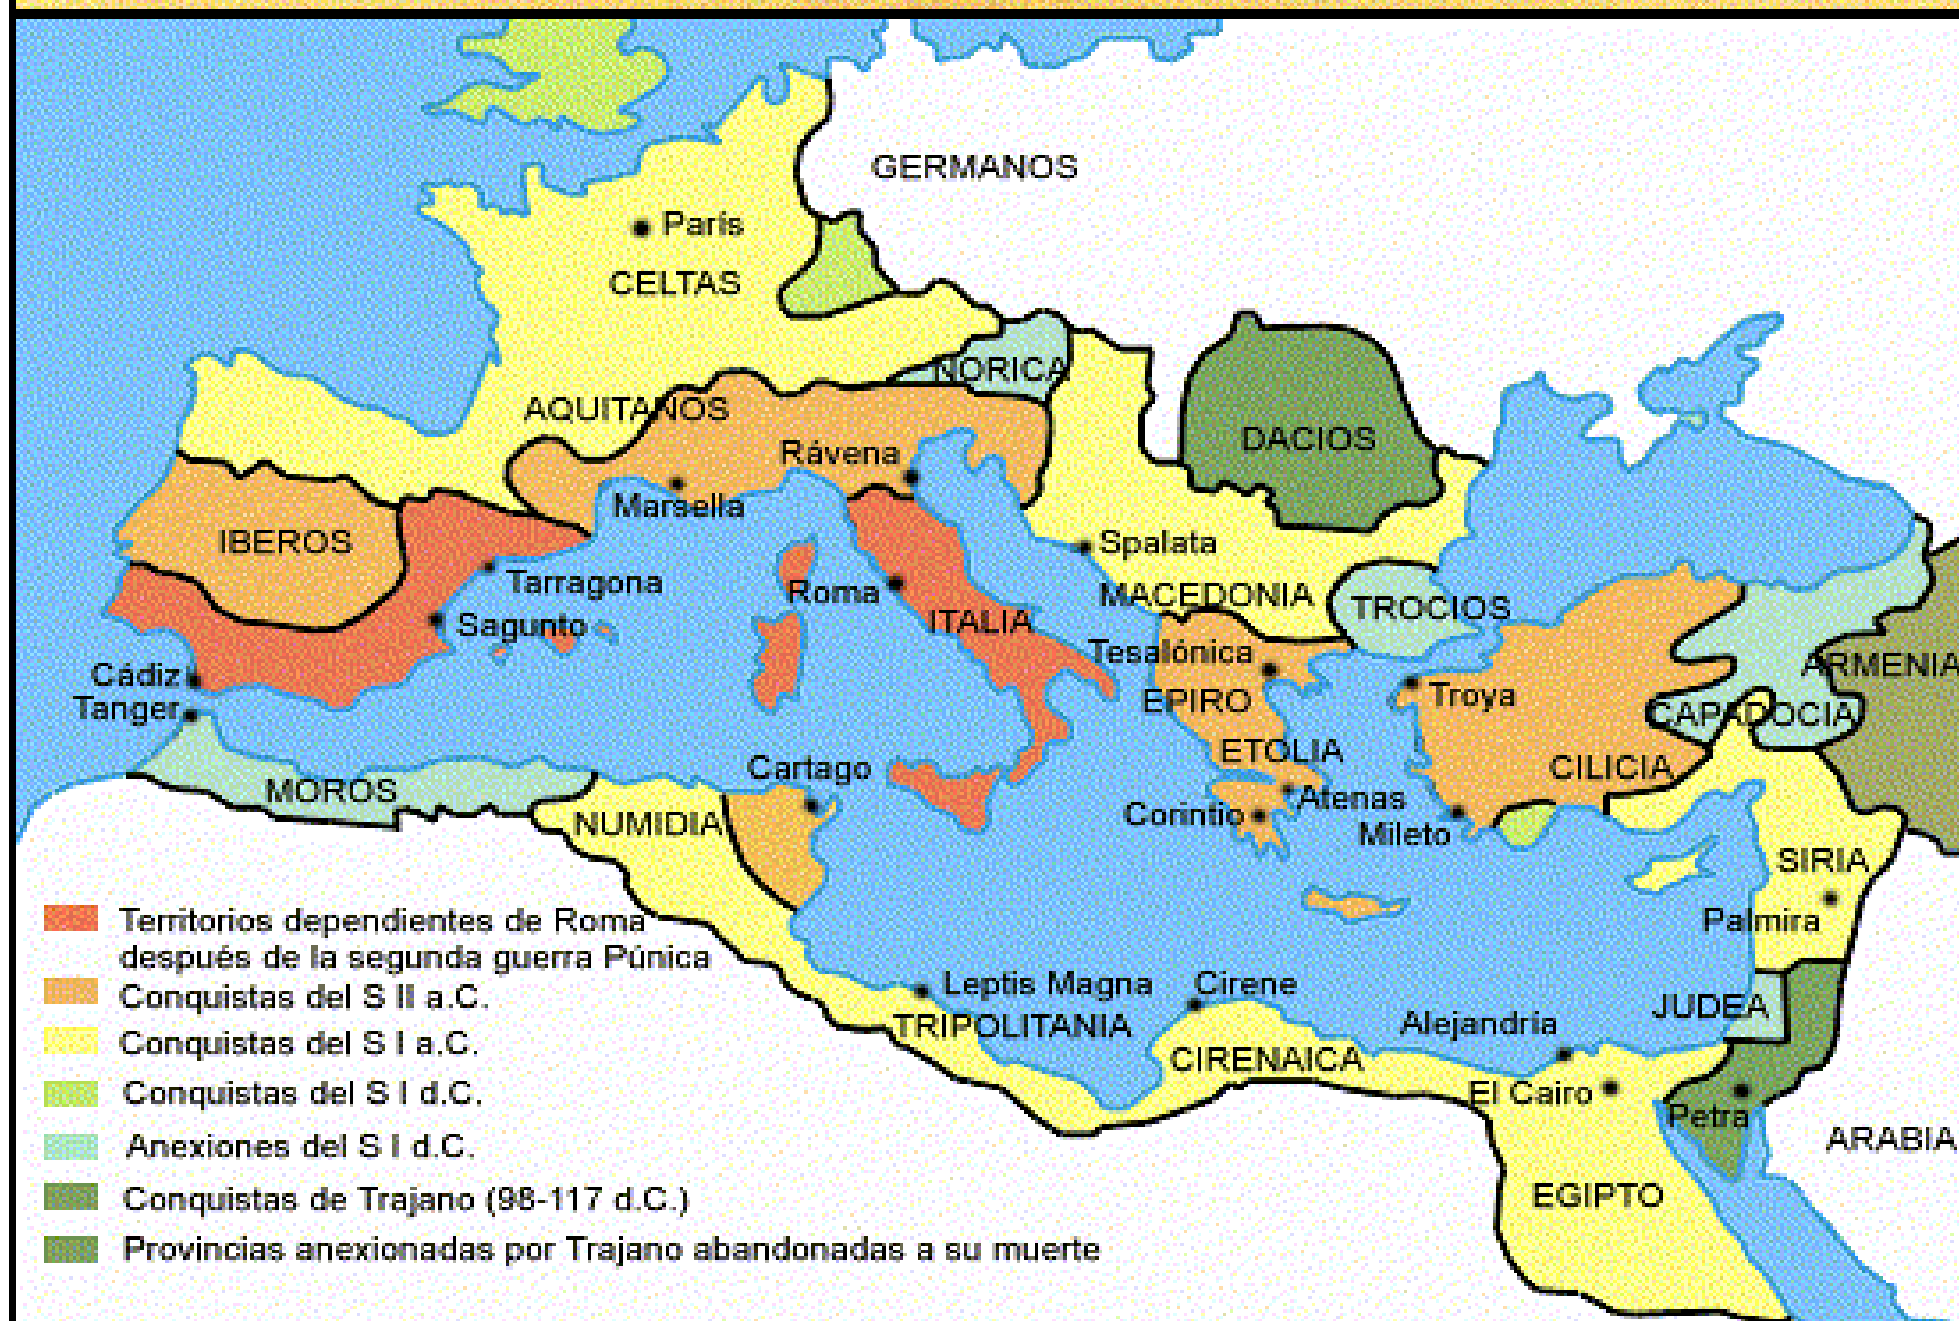 GERMANOS
París
CELTAS
NORICA
AQUITANOS
DACIOS
Rávena
Marsella
IBEROS
Spalata
Tarragona
Roma
MACEDONIA
TROCIOS
ITALIA
Sagunto
Tesalónica
ARMENIA
Cádiz
Troya
Tanger
EPIRO
CAPADOCIA
ETOLIA
Cartago
CILICIA
MOROS
Atenas
Corintio
NUMIDIA
Mileto
SIRIA
Palmira
Territorios dependientes de Roma
después de la segunda guerra Púnica
Leptis Magna
Cirene
Conquistas del S II a.C.
JUDEA
TRIPOLITANIA
Alejandría
Conquistas del S I a.C.
CIRENAICA
El Cairo
Conquistas del S I d.C.
Petra
ARABIA
Anexiones del S I d.C.
EGIPTO
Conquistas de Trajano (98-117 d.C.)
Provincias anexionadas por Trajano abandonadas a su muerte